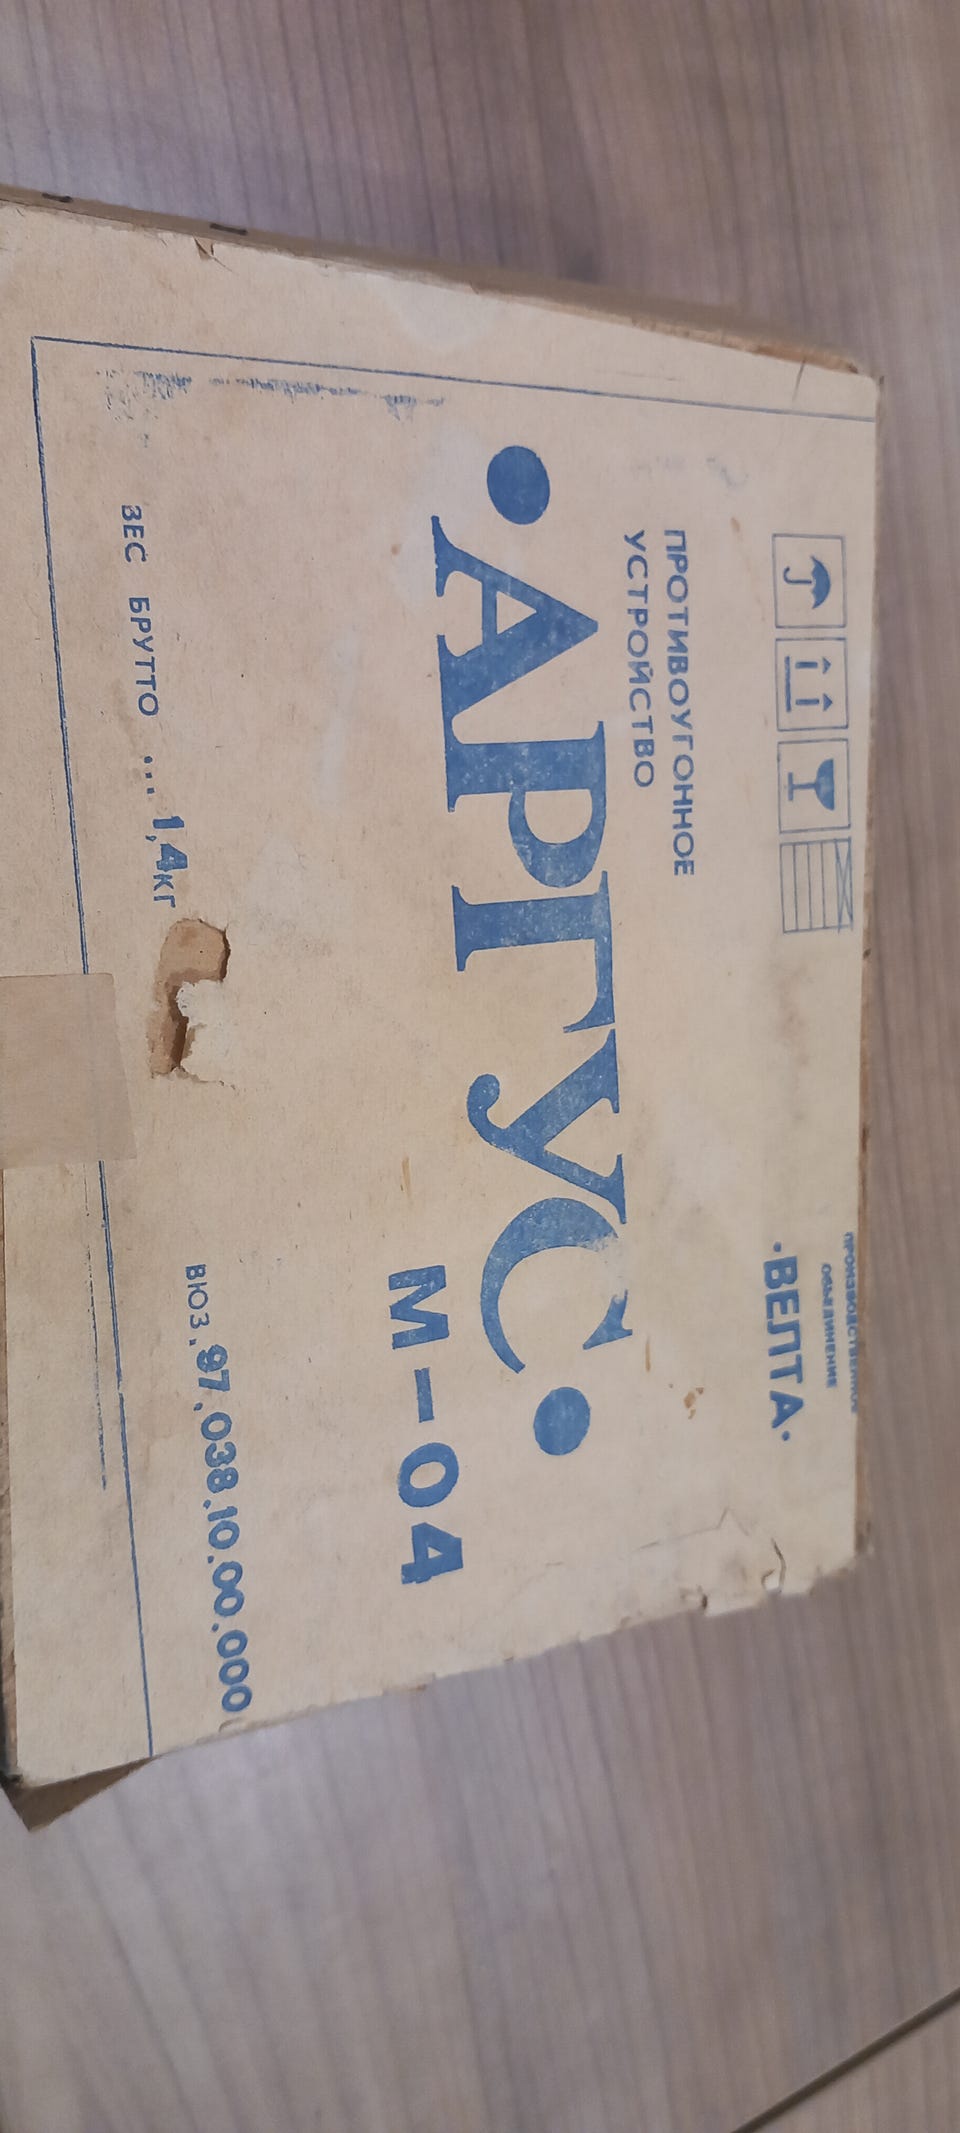 ПРОИЗВОДСТВЕННОЕ
ОБЪЕДИНЕНИЕ
·ВЕЛТА·
ПРОТИВОУГОННОЕ
УСТРОЙСТВО
•АРГУС•
М-04
ВЕС БРУТТО ... 1,4кг
ВЮЗ.97.038.10.00.000